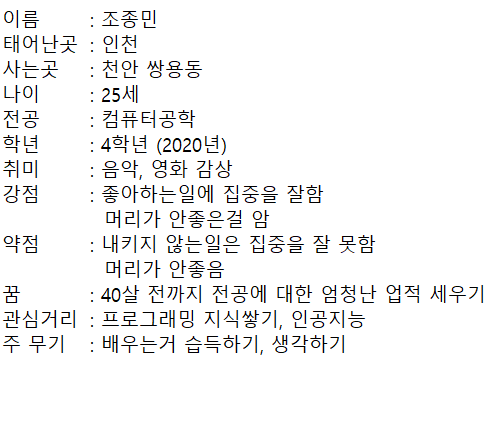 이름 : 조종민
태어난곳 : 인천
사는곳 : 천안 쌍용동
나이 : 25세
전공 : 컴퓨터공학
학년 : 4학년 (2020년)
취미 : 음악, 영화 감상
강점 : 좋아하는일에 집중을 잘함
머리가 안좋은걸 암
약점 : 내키지 않는일은 집중을 잘 못함
머리가 안좋음
꿈 : 40살 전까지 전공에 대한 엄청난 업적 세우기
관심거리 : 프로그래밍 지식쌓기, 인공지능
주 무기 : 배우는거 습득하기, 생각하기